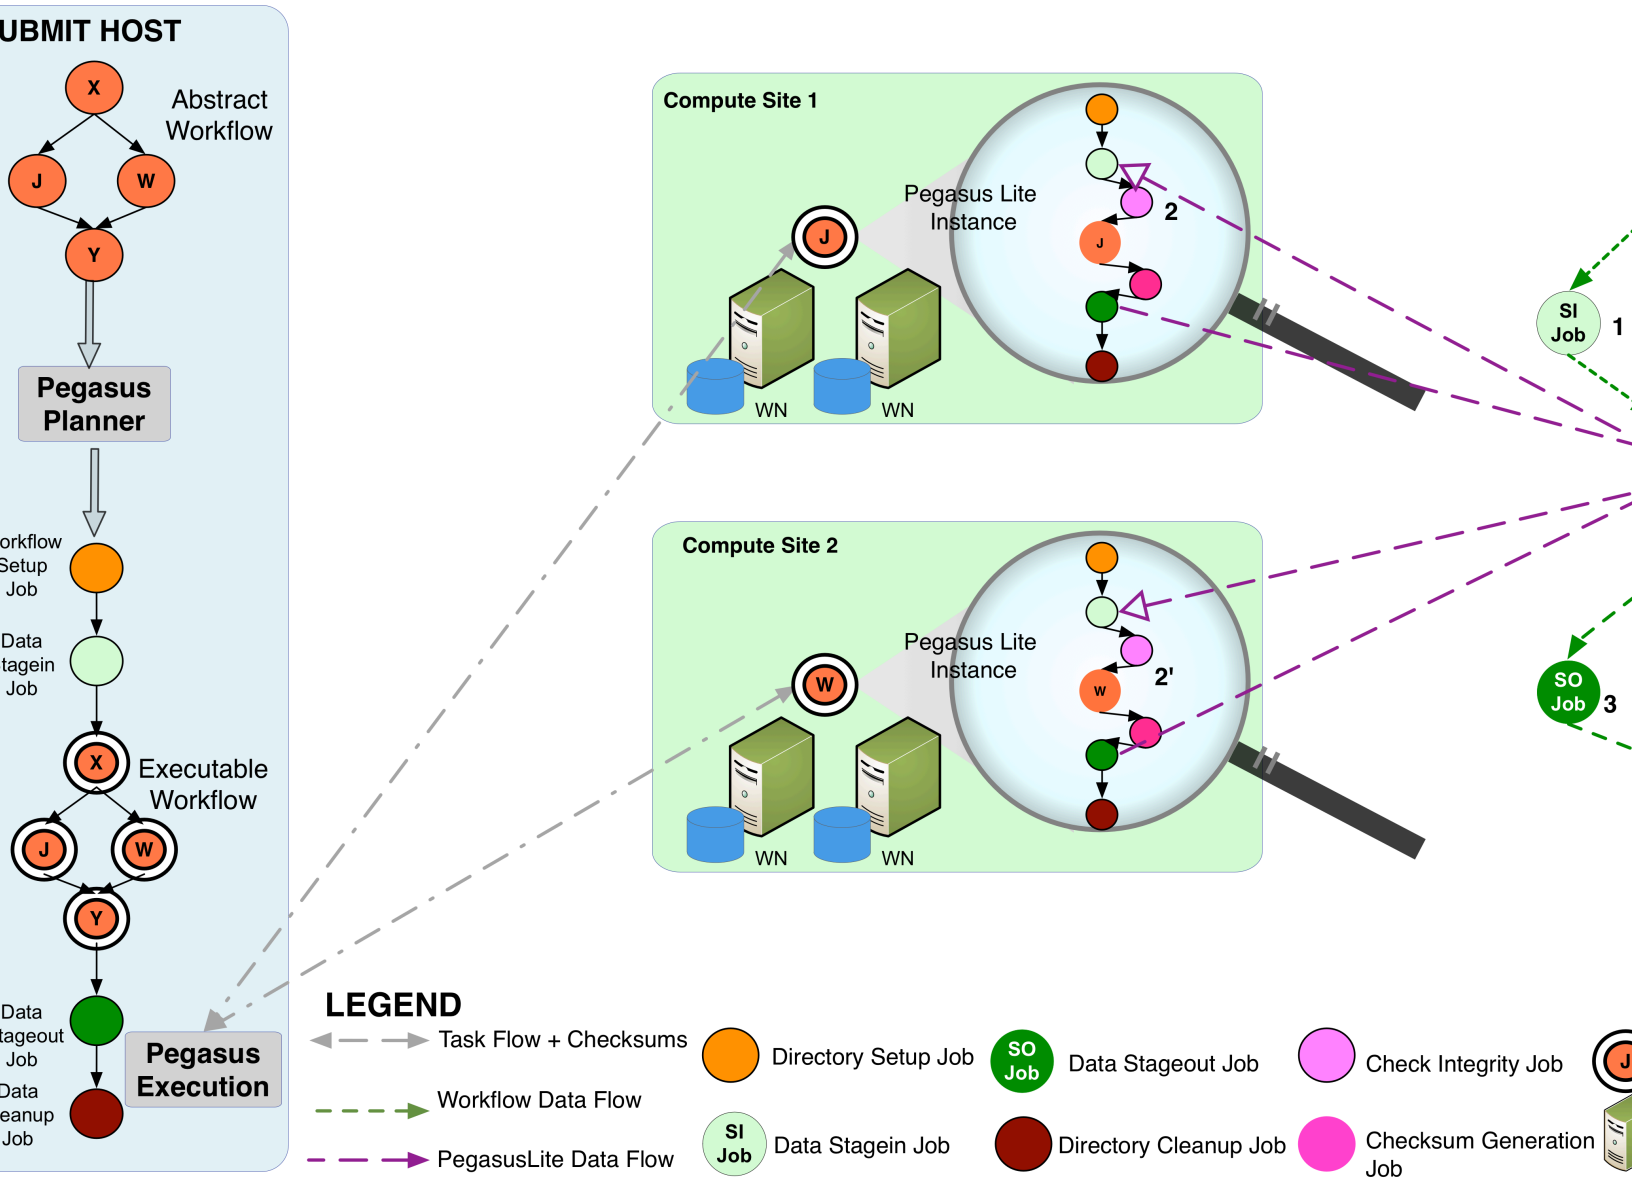 UBMIT HOST
X
Abstract
Workflow
J
W
Y
Pegasus
Planner
orkflow
Setup
Job
Data
tagein
Job
X
Executable
Workflow
J
W
Y
Data
tageout
Job
Pegasus
Execution
Data
eanup
Job
Compute Site 1
Pegasus Lite
Instance
J
WN
WN
2
J
Compute Site 2
Pegasus Lite
Instance
W
WN
WN
2'
W
SI
Job
1
SO
Job
3
LEGEND
Task Flow + Checksums
Workflow Data Flow
PegasusLite Data Flow
Directory Setup Job
SI
Job
Data Stagein Job
SO
Job
Data Stageout Job
Directory Cleanup Job
Check Integrity Job
Checksum Generation
Job
J